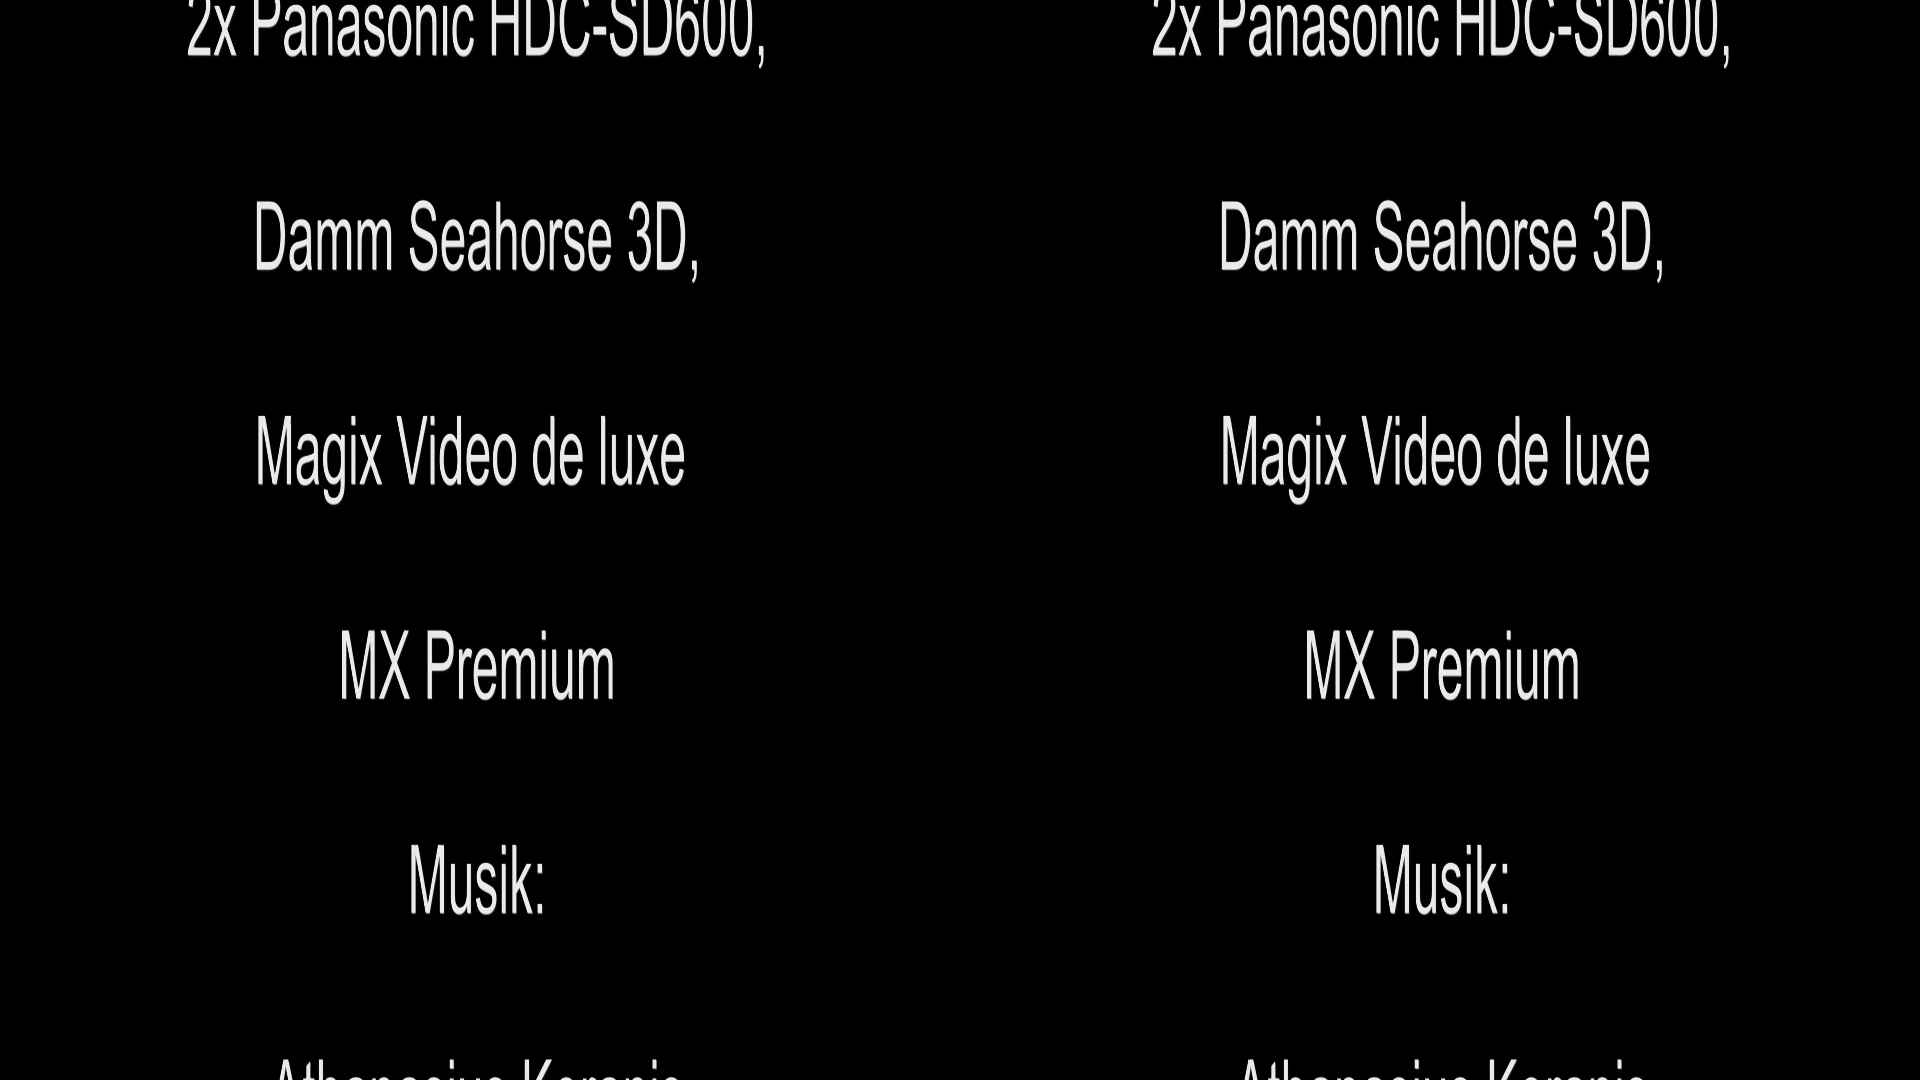 2x Panasonic HDC-SD600, 2x Panasonic HDC-SD600,
Damm Seahorse 3D, Damm Seahorse 3D,
Magix Video de luxe Magix Video de luxe
MX Premium MX Premium
Musik: Musik: